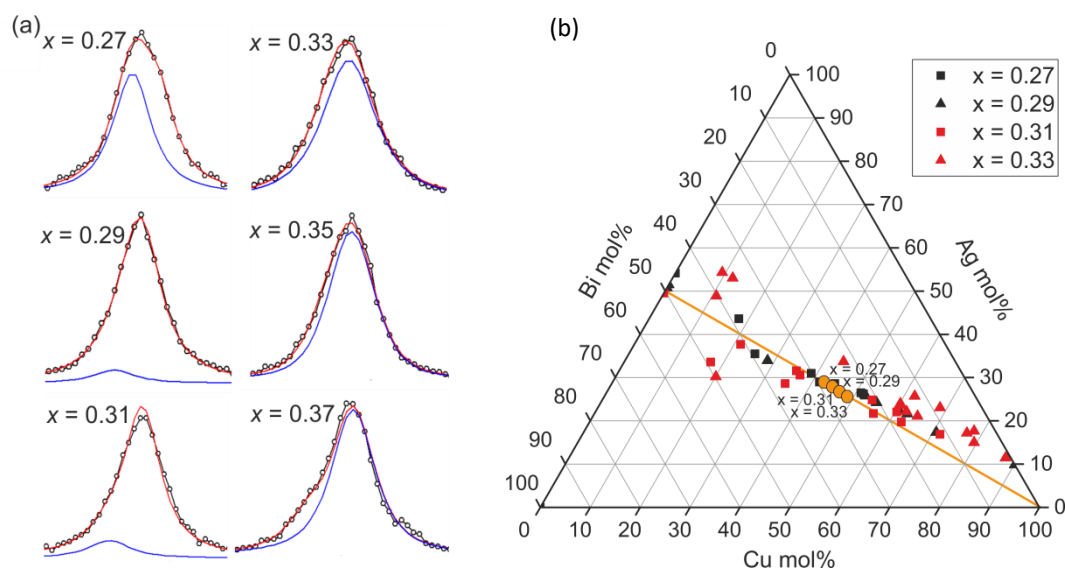 (a)
x = 0.27
x = 0.33
x = 0.29
x = 0.35
x = 0.31
x = 0.37
(b)
x = 0.27
x = 0.29
x = 0.31
x = 0.33
0
10
20
30
40
50
60
70
80
90
100
Bi mol%
100
90
80
70
60
50
40
30
20
10
0
Ag mol%
x = 0.27
x = 0.29
x = 0.31
x = 0.33
0
10
20
30
40
50
60
70
80
90
100
Cu mol%